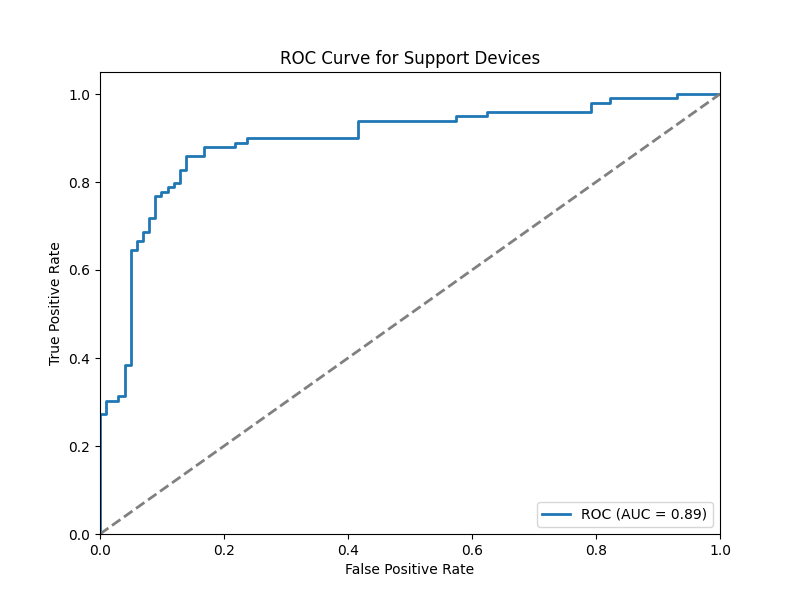 ROC Curve for Support Devices
True Positive Rate
1.0
0.8
0.6
0.4
0.2
0.0
0.0 0.2 0.4 0.6 0.8 1.0
False Positive Rate
ROC (AUC = 0.89)